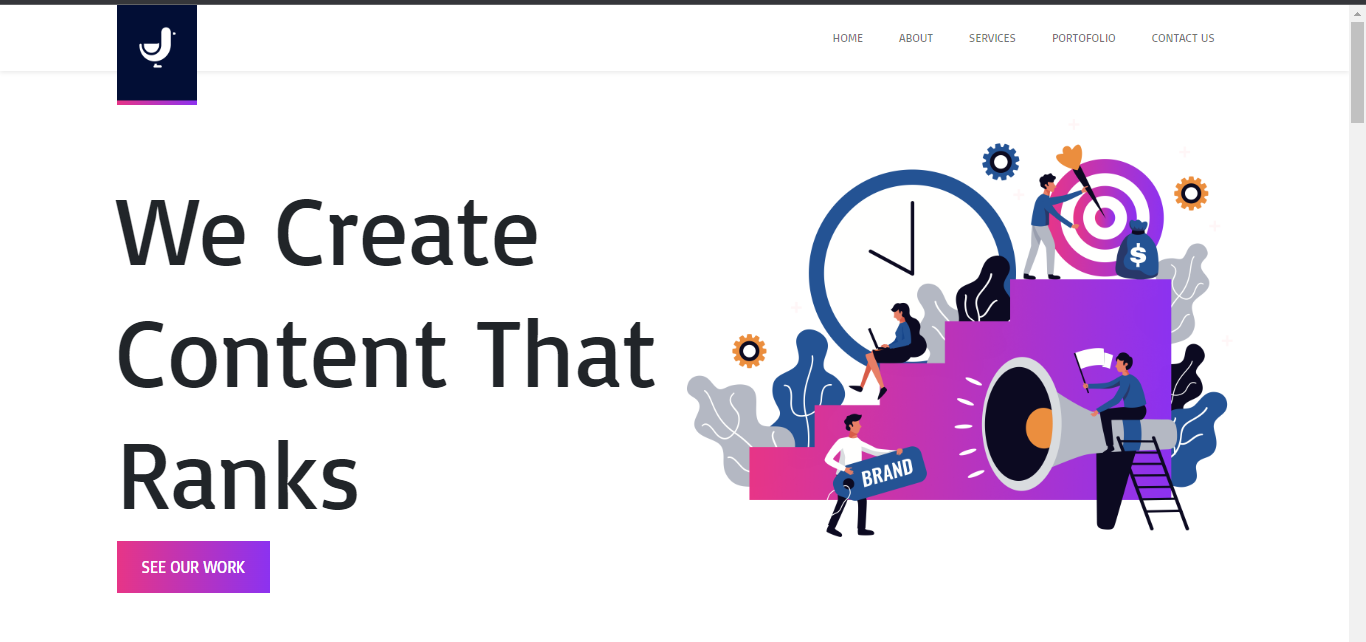 HOME ABOUT SERVICES PORTOFOLIO CONTACT US
We Create
Content That
Ranks
SEE OUR WORK
$
BRAND